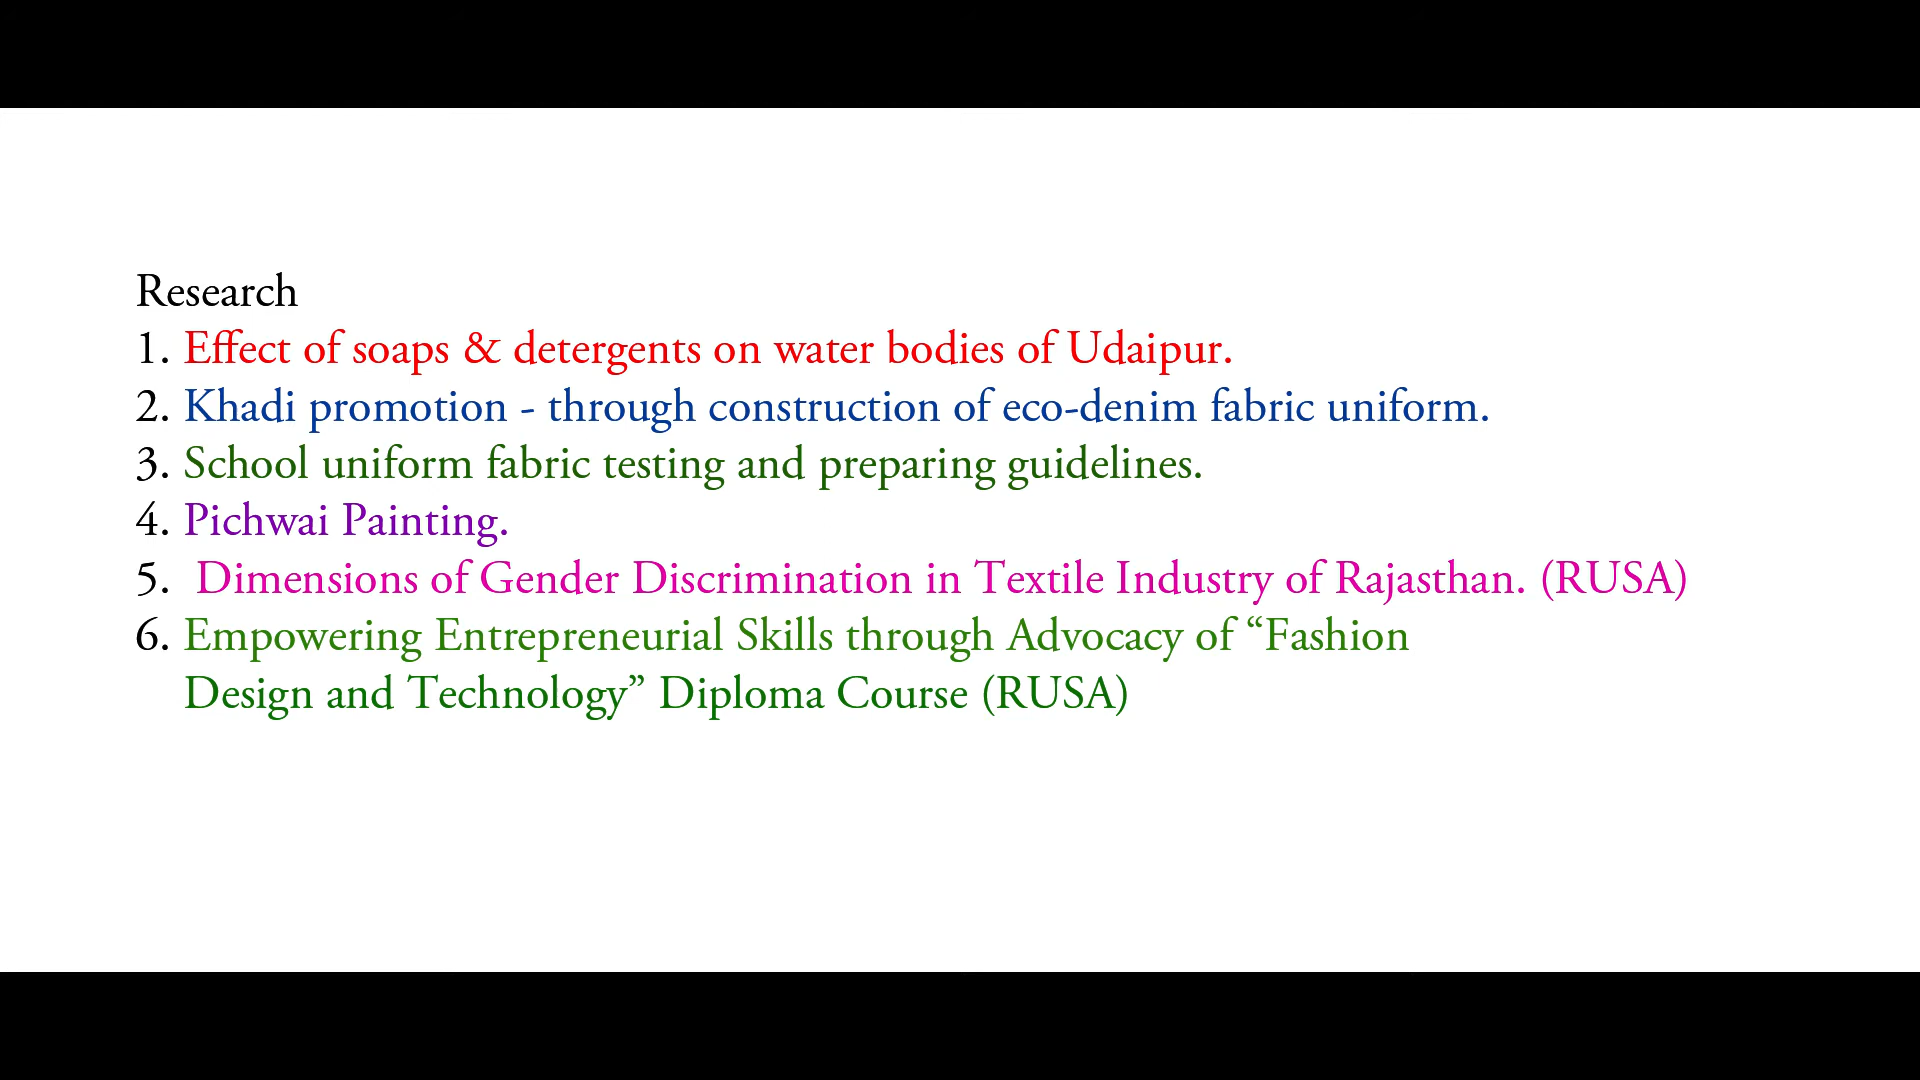 Research
1. Effect of soaps & detergents on water bodies of Udaipur.
2. Khadi promotion - through construction of eco-denim fabric uniform.
3. School uniform fabric testing and preparing guidelines.
4. Pichwai Painting.
5. Dimensions of Gender Discrimination in Textile Industry of Rajasthan. (RUSA)
6. Empowering Entrepreneurial Skills through Advocacy of “Fashion
Design and Technology” Diploma Course (RUSA)